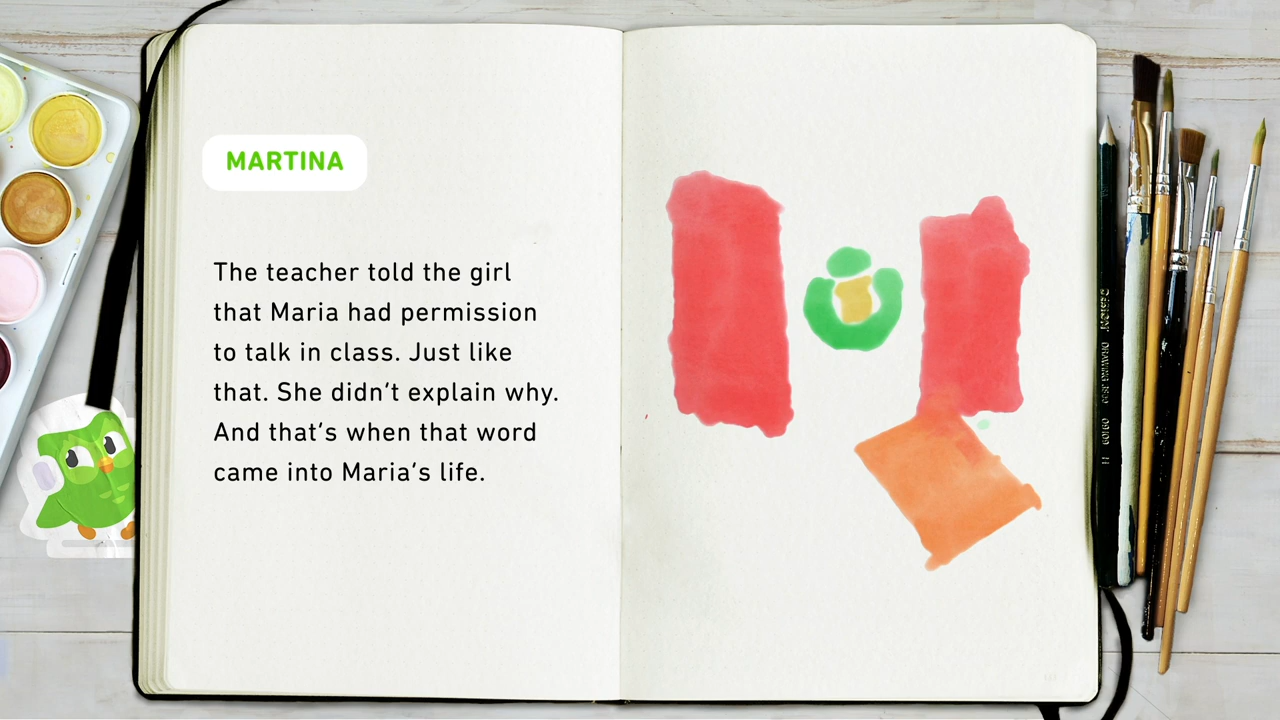 MARTINA
The teacher told the girl
that Maria had permission
to talk in class. Just like
that. She didn't explain why.
And that's when that word
came into Maria's life.